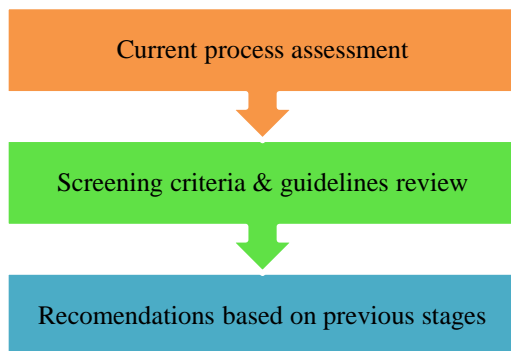 Current process assessment
Screening criteria & guidelines review
Recomendations based on previous stages